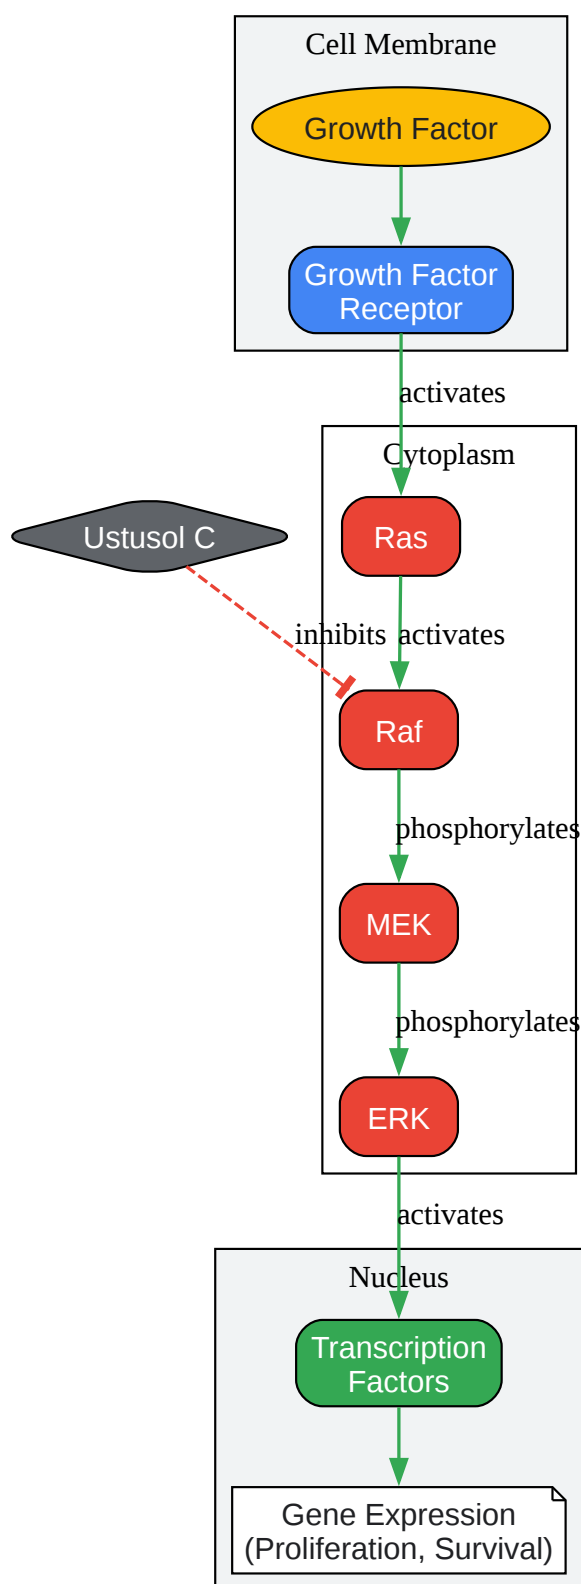 Cell Membrane
Growth Factor
Growth Factor
Receptor
activates
Cytoplasm
Ustusol C
Ras
inhibits
activates
Raf
phosphorylates
MEK
phosphorylates
ERK
activates
Nucleus
Transcription
Factors
Gene Expression
(Proliferation, Survival)